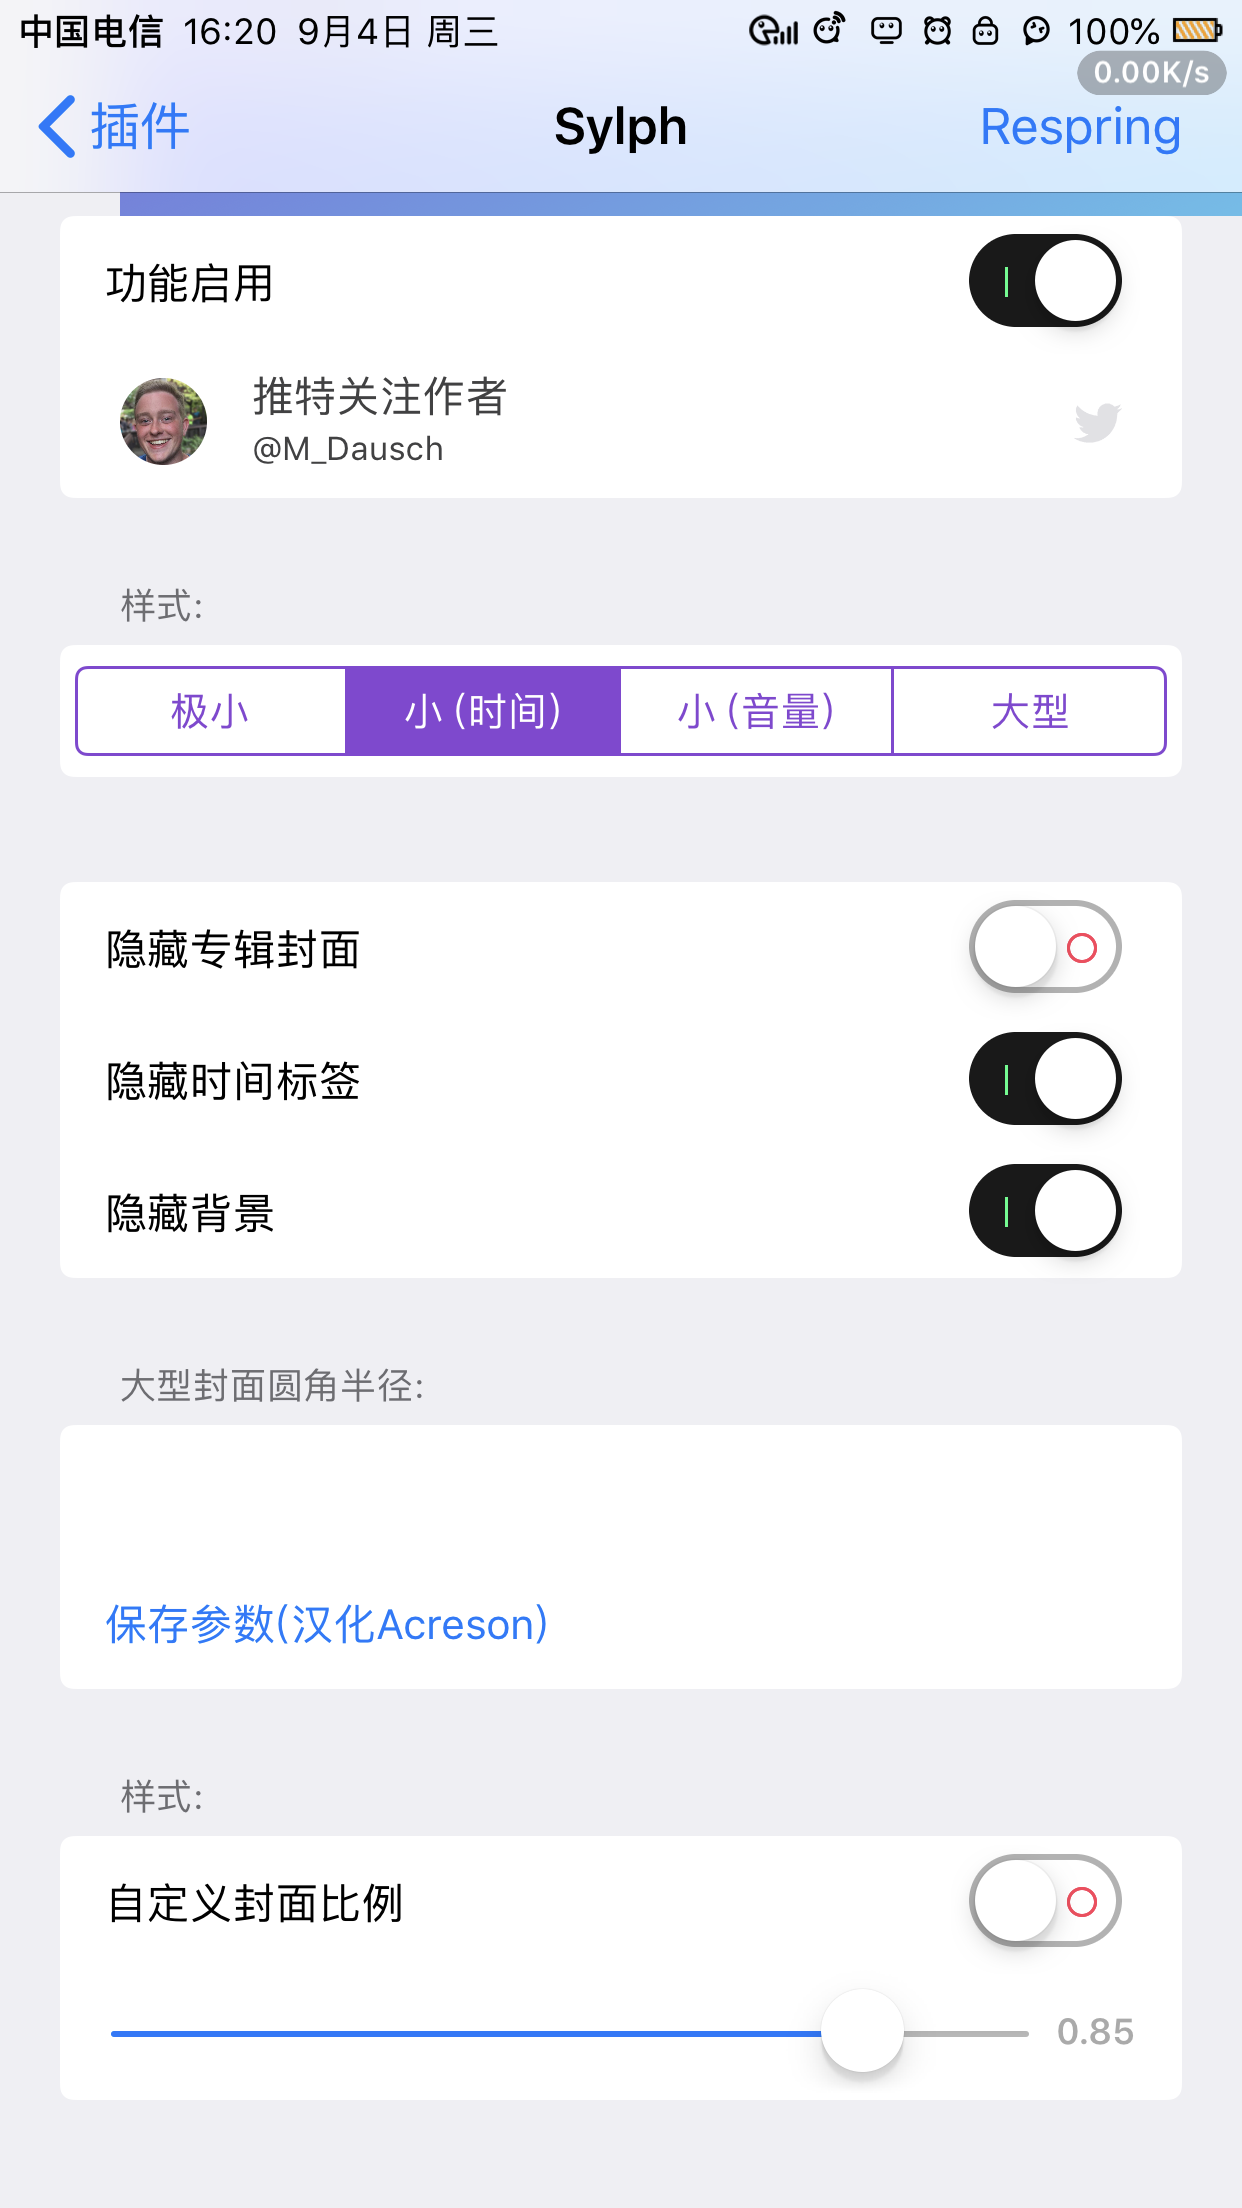 中国电信 16:20 9月4日 周三 100%
0.00K/s
插件 Sylph Respring
功能启用
推特关注作者
@M_Dausch
样式:
极小 小 (时间) 小 (音量) 大型
隐藏专辑封面
隐藏时间标签
隐藏背景
大型封面圆角半径:
保存参数(汉化Acreson)
样式:
自定义封面比例
0.85